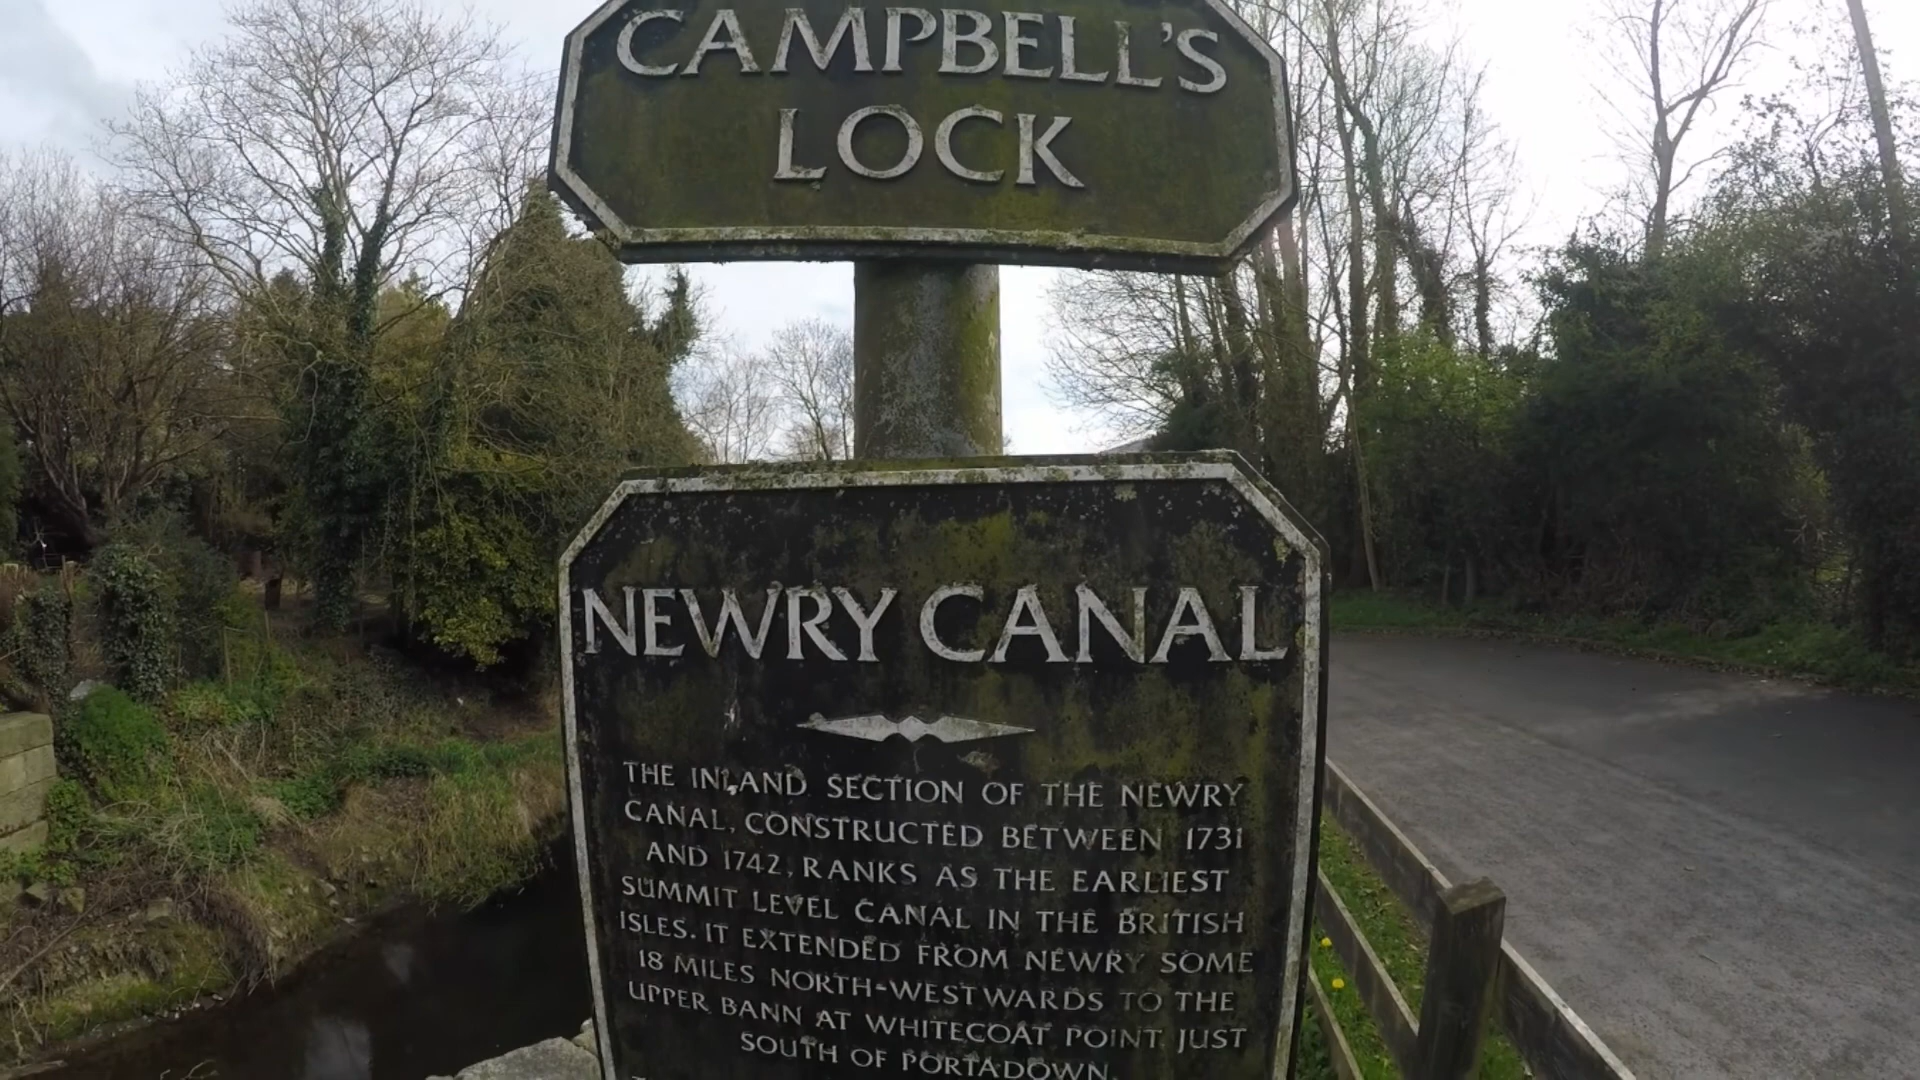 CAMPBELL'S
LOCK
NEWRY CANAL
THE INLAND SECTION OF THE NEWRY
CANAL, CONSTRUCTED BETWEEN 1731
AND 1742, RANKS AS THE EARLIEST
SUMMIT LEVEL CANAL IN THE BRITISH
ISLES. IT EXTENDED FROM NEWRY SOME
18 MILES NORTH-WESTWARDS TO THE
UPPER BANN AT WHITECOAT POINT JUST
SOUTH OF PORTADOWN.